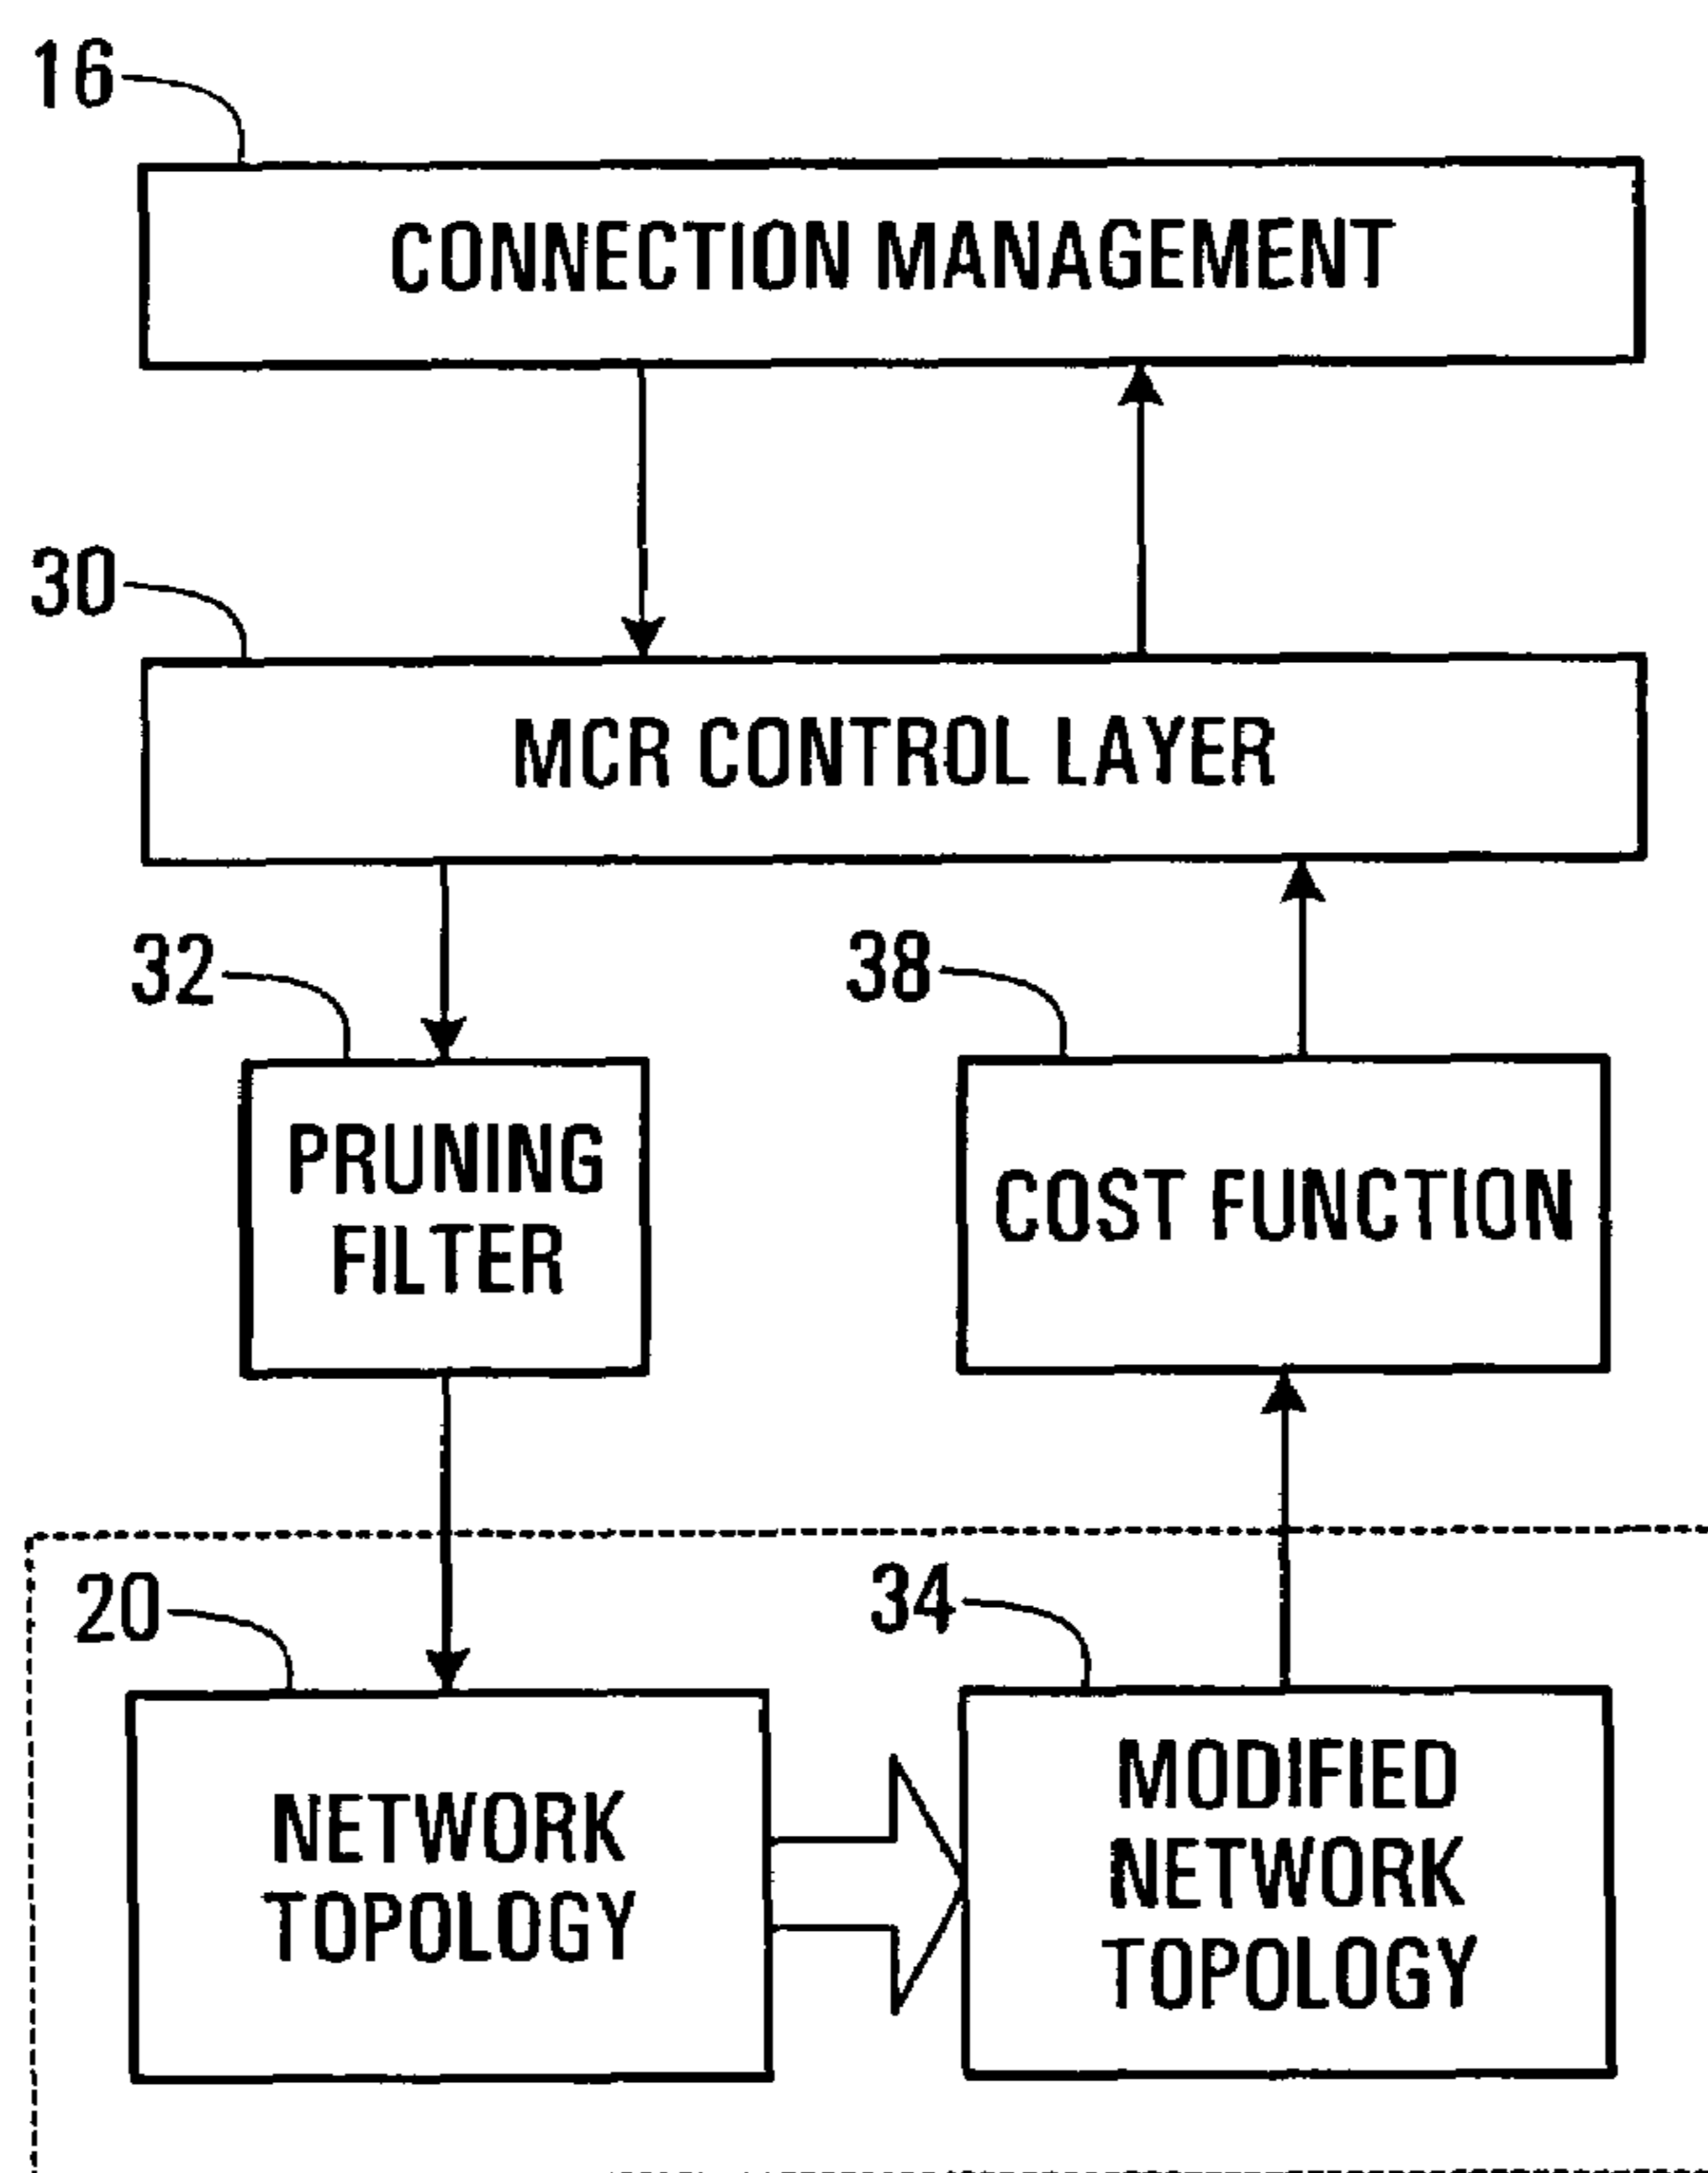 16
CONNECTION MANAGEMENT
30
MCR CONTROL LAYER
32
38
PRUNING
FILTER
COST FUNCTION
20
34
NETWORK
TOPOLOGY
MODIFIED
NETWORK
TOPOLOGY